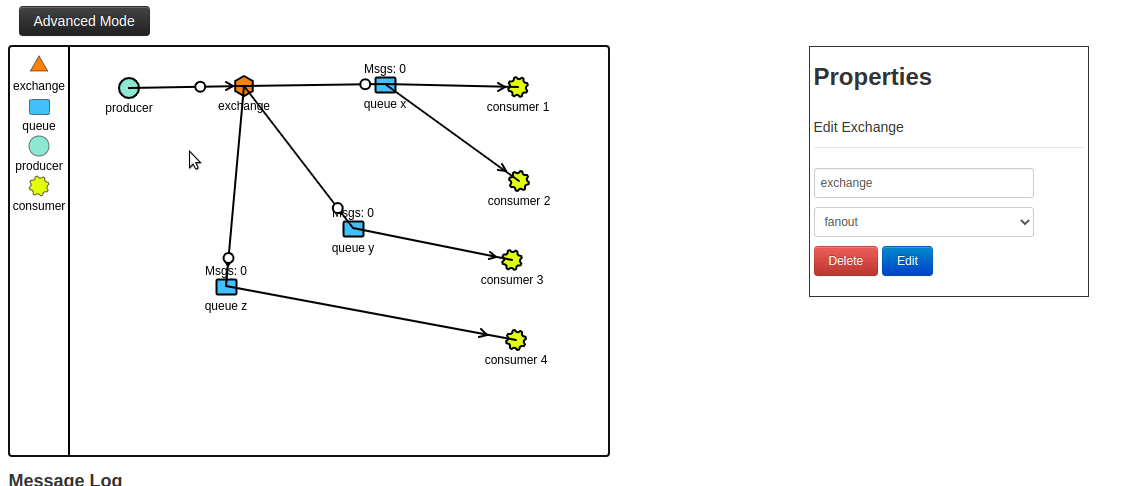 Advanced Mode
exchange
queue
producer
consumer
producer
exchange
Msgs: 0
queue x
consumer 1
consumer 2
Msgs: 0
queue y
consumer 3
Msgs: 0
queue z
consumer 4
Properties
Edit Exchange
exchange
fanout
Delete Edit
Message Log